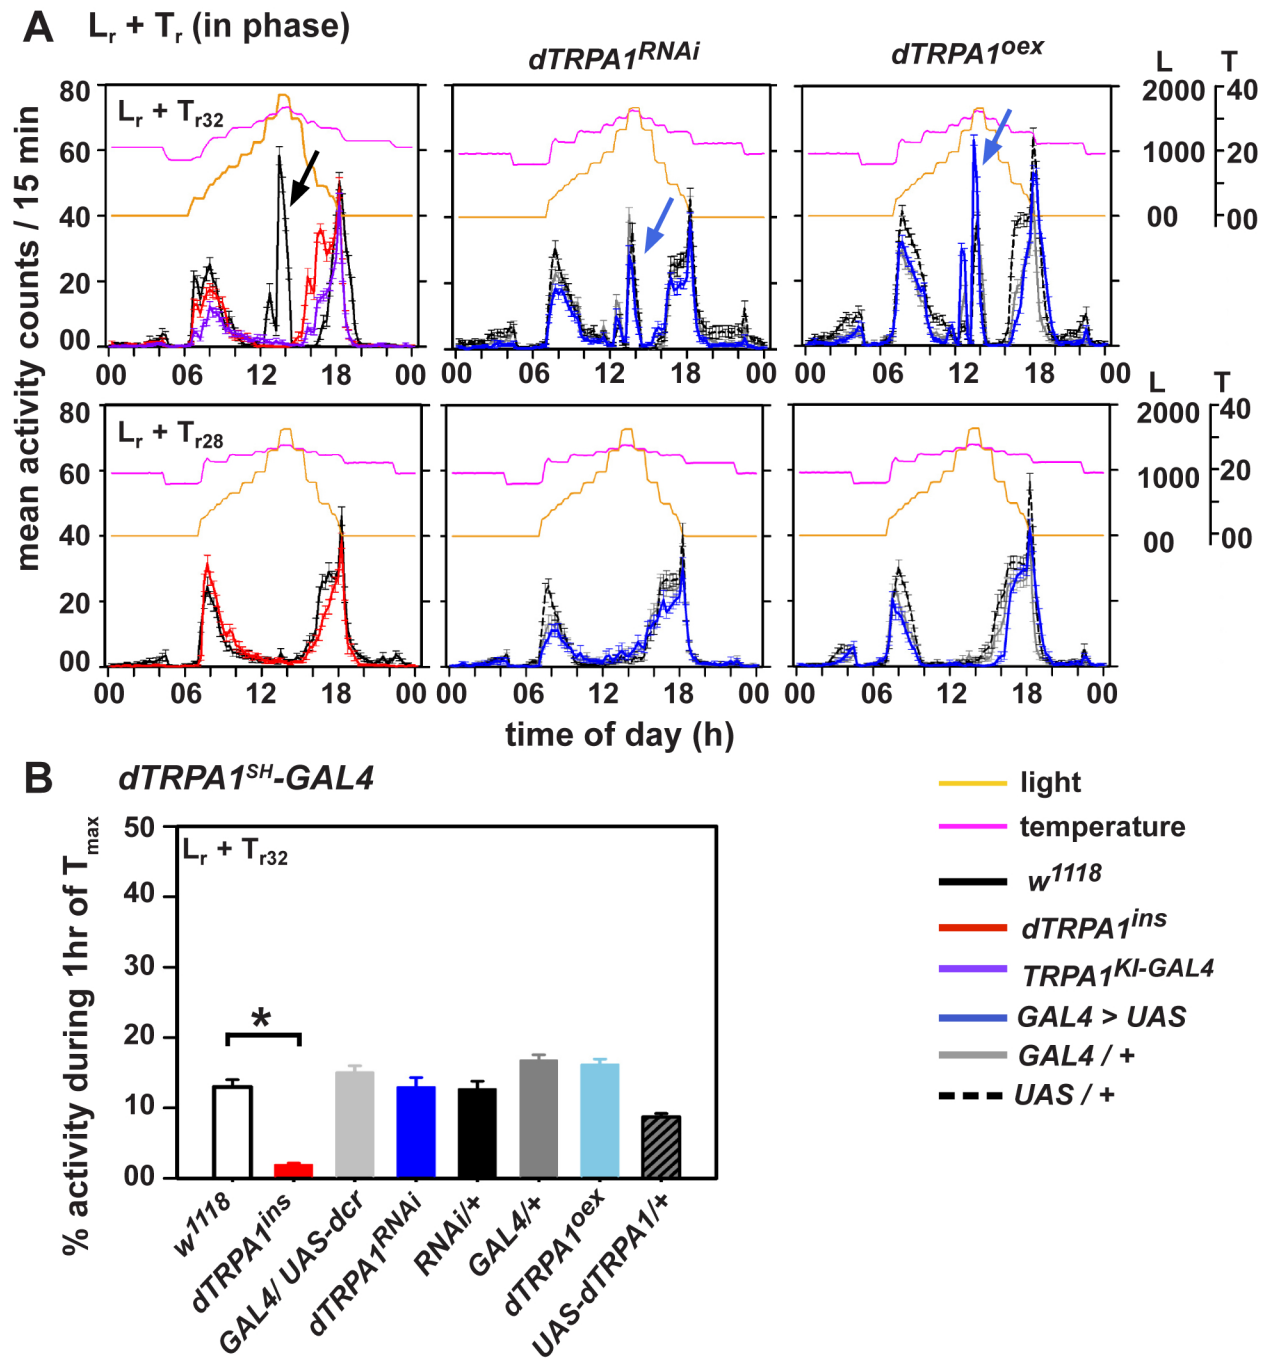 A L_r + T_r (in phase)
dTRPA1^RNAi
dTRPA1^oex
L T
L_r + T_r32
80
60
40
20
00
2000 40
1000 20
00 00
00 06 12 18 00
00 06 12 18 00
00 06 12 18 00
L T
L_r + T_r28
80
60
40
20
00
2000 40
1000 20
00 00
00 06 12 18 00
00 06 12 18 00
00 06 12 18 00
mean activity counts / 15 min
time of day (h)
B dTRPA1^SH-GAL4
L_r + T_r32
50
40
30
20
10
00
*
% activity during 1hr of T_max
w^1118
dTRPA1^ins
GAL4/ UAS-dcr
dTRPA1^RNAi
RNAi/+
GAL4/+
dTRPA1^oex
UAS-dTRPA1/+
light
temperature
w^1118
dTRPA1^ins
TRPA1^KI-GAL4
GAL4 > UAS
GAL4 / +
UAS / +